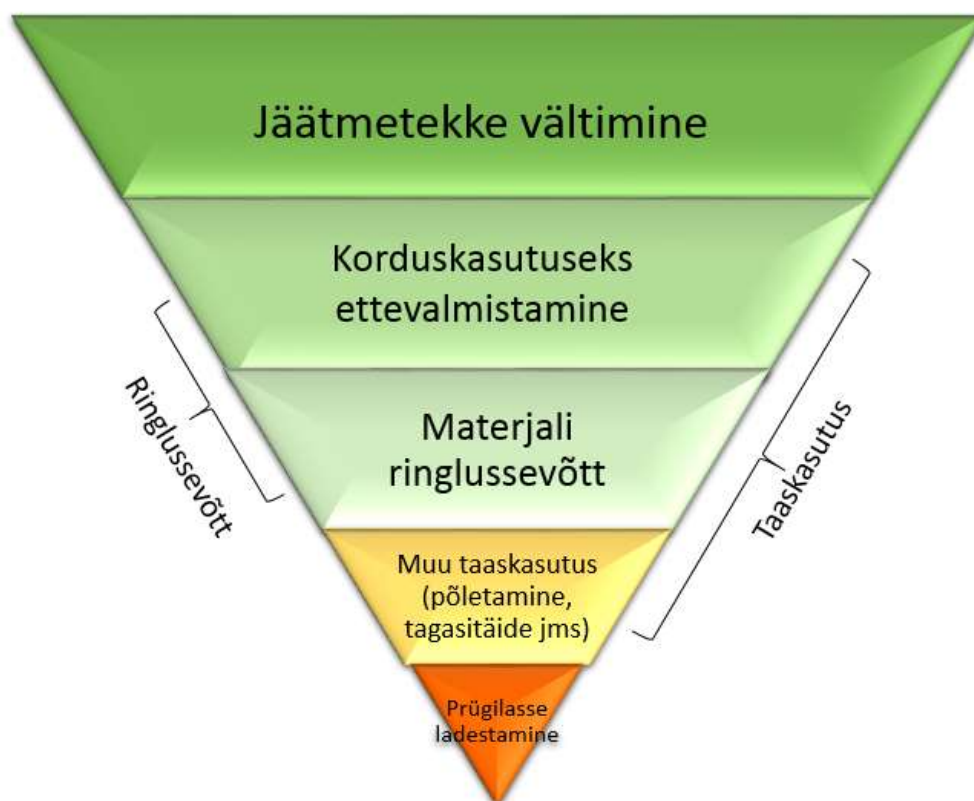 Jäätmetekke vältimine
Korduskasutuseks
ettevalmistamine
Ringlussevõtt
Materjali
ringlussevõtt
Taaskasutus
Muu taaskasutus
(põletamine,
tagasitäide jms)
Prügilasse
ladestamine